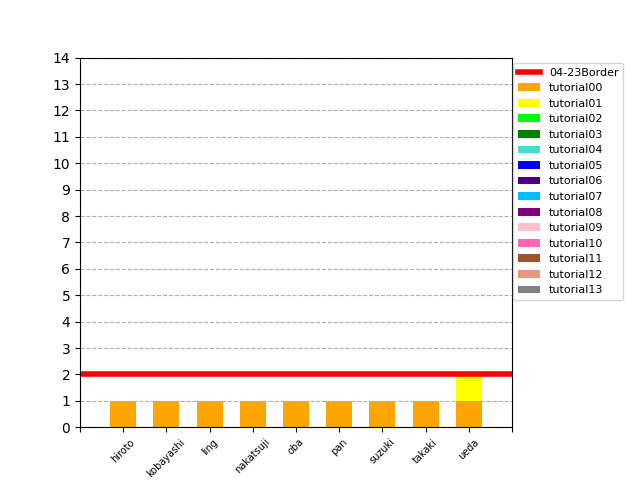 14
13
12
11
10
9
8
7
6
5
4
3
2
1
0
hiroto
kobayashi
ling
nakatsuji
oba
pan
suzuki
takaki
ueda
04-23Border
tutorial00
tutorial01
tutorial02
tutorial03
tutorial04
tutorial05
tutorial06
tutorial07
tutorial08
tutorial09
tutorial10
tutorial11
tutorial12
tutorial13